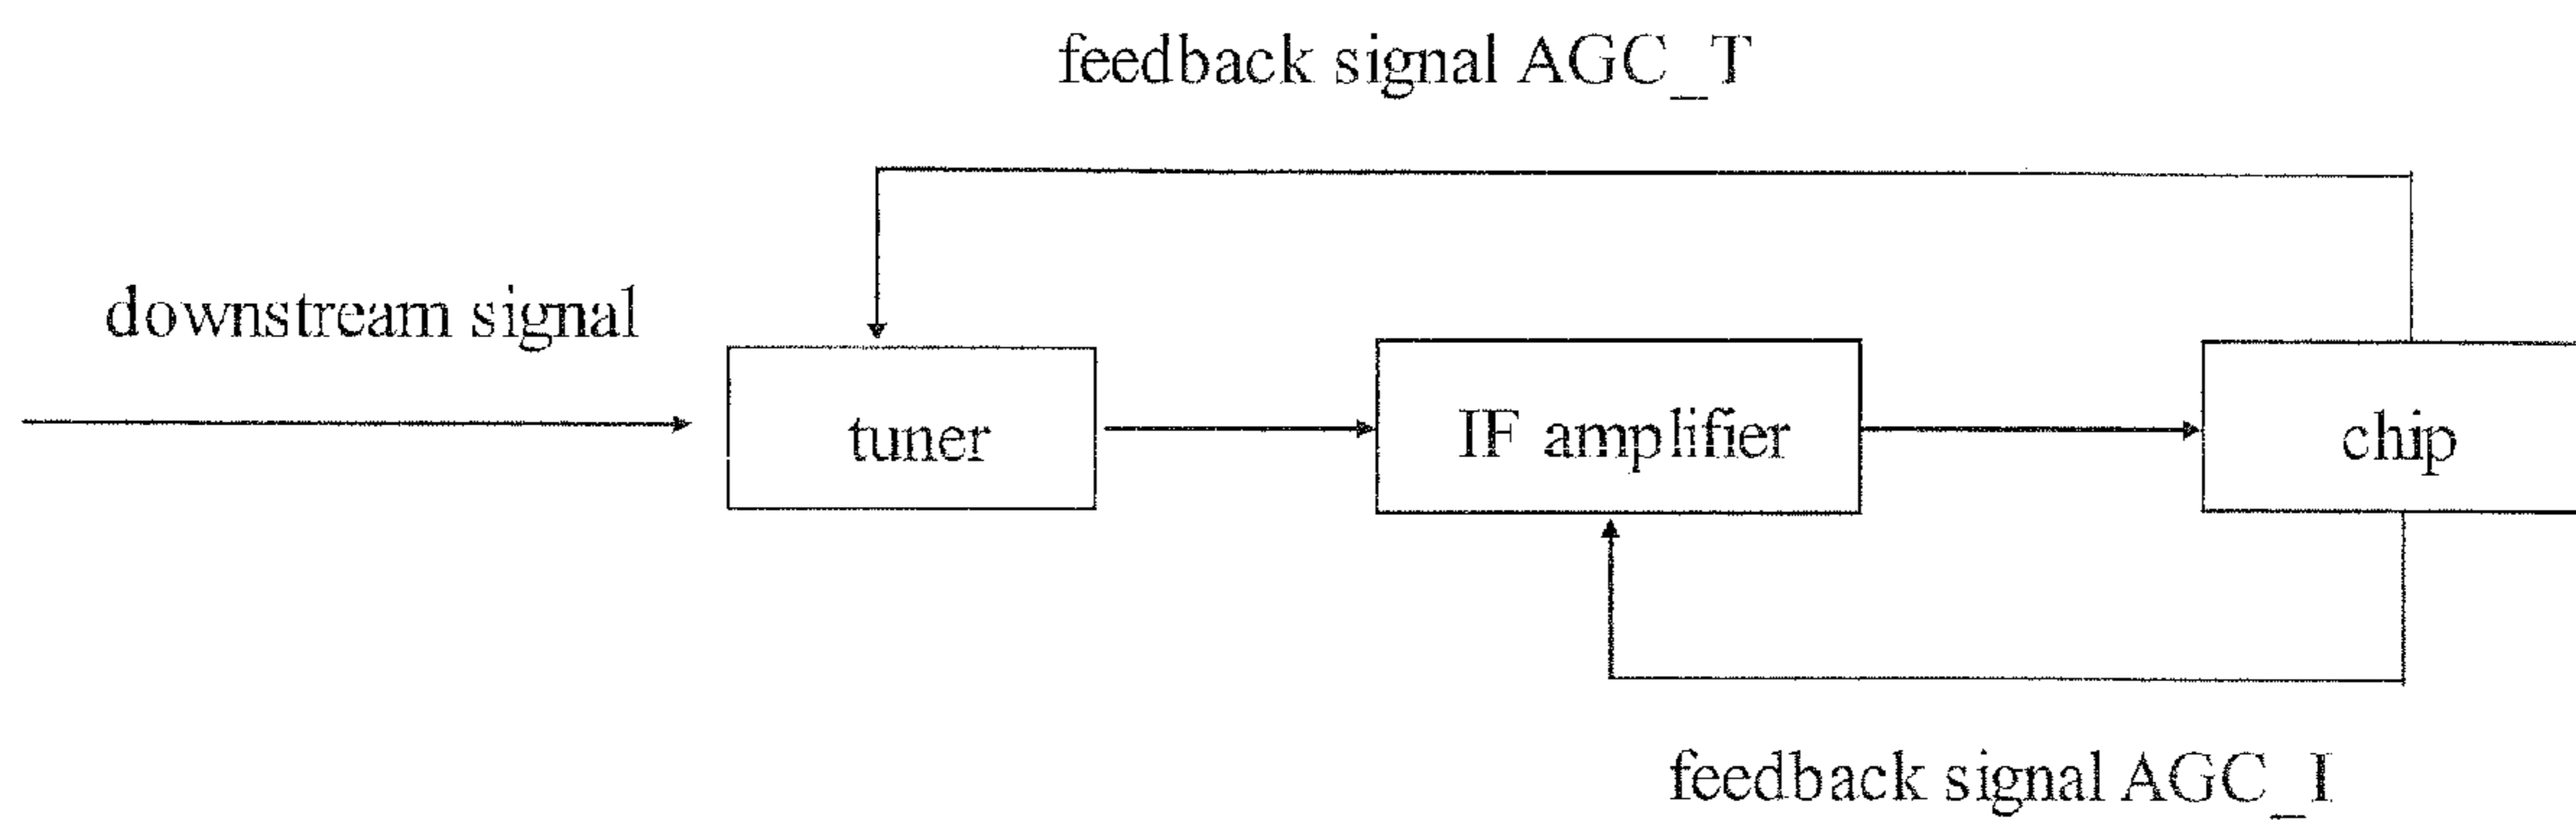 feedback signal AGC_T
downstream signal
tuner
IF amplifier
chip
feedback signal AGC_I